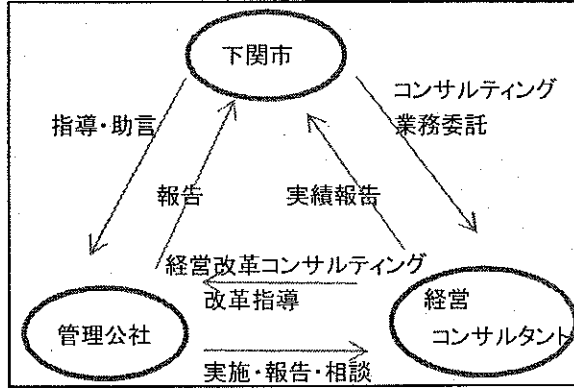 下関市
コンサルティング
業務委託
指導・助言
報告
実績報告
経営改革コンサルティング
改革指導
経営
コンサルタント
管理公社
実施・報告・相談